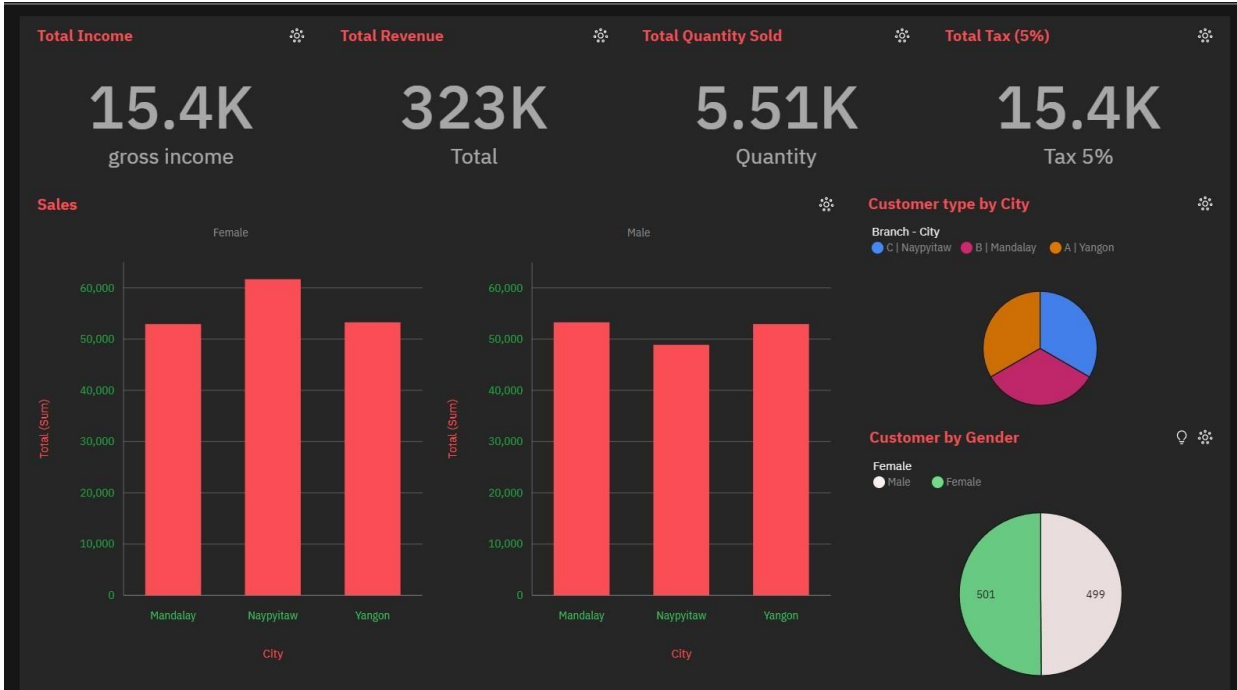 Total Income
Total Revenue
Total Quantity Sold
Total Tax (5%)
15.4K
gross income
323K
Total
5.51K
Quantity
15.4K
Tax 5%
Sales
Female
Total (Sum)
60,000
50,000
40,000
30,000
20,000
10,000
0
Mandalay Naypyitaw Yangon
City
Male
Total (Sum)
60,000
50,000
40,000
30,000
20,000
10,000
0
Mandalay Naypyitaw Yangon
City
Customer type by City
Branch - City
C | Naypyitaw B | Mandalay A | Yangon
Customer by Gender
Female
Male Female
501 499